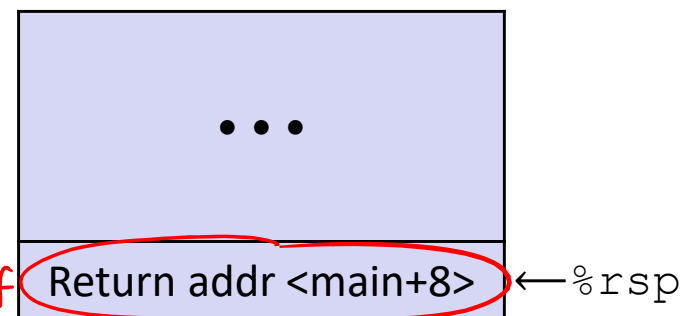 • • •
f Return addr <main+8> ←%rsp